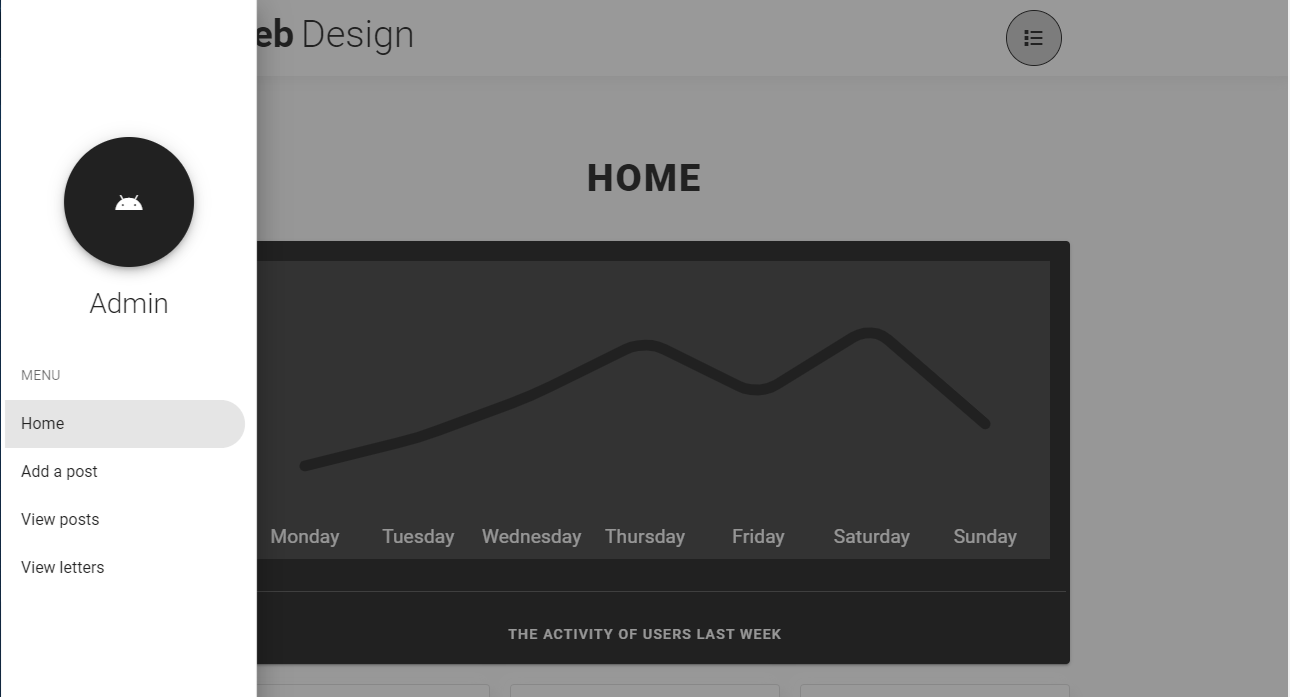 eb Design
HOME
Admin
MENU
Home
Add a post
View posts
View letters
Monday Tuesday Wednesday Thursday Friday Saturday Sunday
THE ACTIVITY OF USERS LAST WEEK